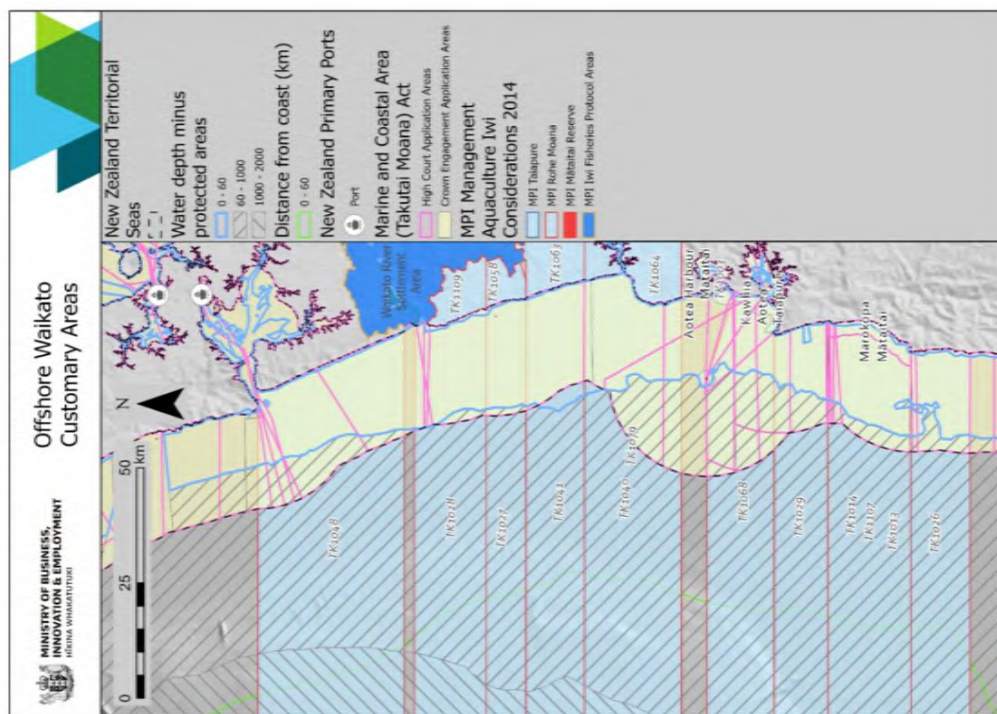 MINISTRY OF BUSINESS,
INNOVATION & EMPLOYMENT
HĪKINA WHAKATUTUKI
Offshore Waikato
Customary Areas
0
25
50
km
N
TK1048
TK1028
TK1027
TK1041
TK1040
TK1079
TK1068
TK1029
TK1014
TK1107
TK1013
TK1026
Waikato River
Settlement
Area
TK1109
TK1058
TK1063
TK1064
Aotea Harbour
Mataitai
Kawhia
Aotea
Taiapure
Marokopa
Mātaitai
New Zealand Territorial
Seas
Water depth minus
protected areas
0 - 60
60 - 1000
1000 - 2000
Distance from coast (km)
0 - 60
New Zealand Primary Ports
Port
Marine and Coastal Area
(Takutai Moana) Act
High Court Application Areas
Crown Engagement Application Areas
MPI Management
Aquaculture Iwi
Considerations 2014
MPI Taiapure
MPI Rohe Moana
MPI Mātaitai Reserve
MPI Iwi Fisheries Protocol Areas